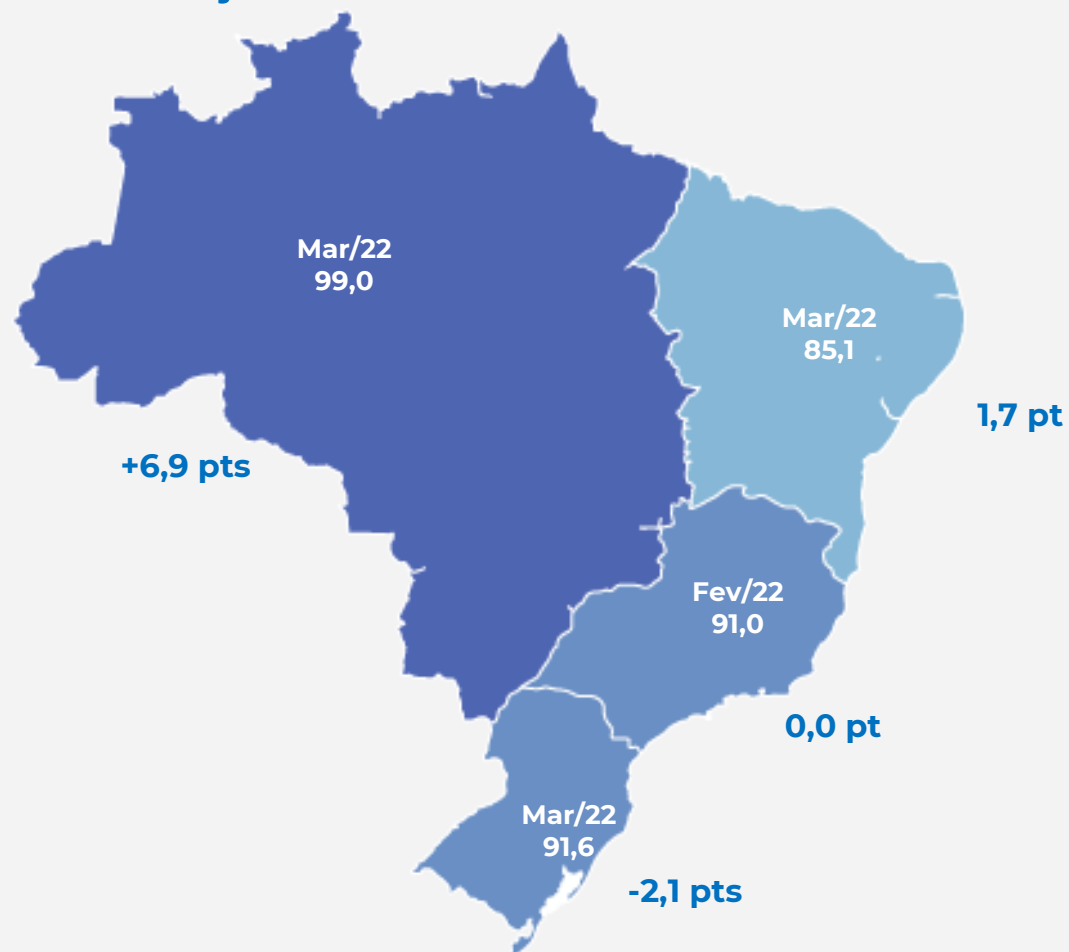 Mar/22
99,0
Mar/22
85,1
1,7 pt
+6,9 pts
Fev/22
91,0
0,0 pt
Mar/22
91,6
-2,1 pts